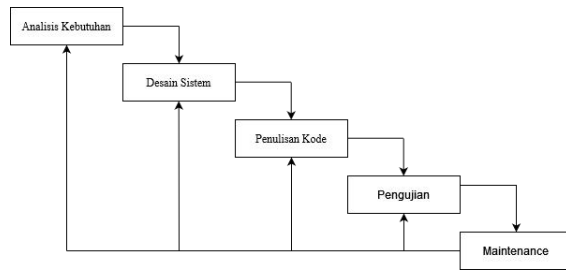 Analisis Kebutuhan
Desain Sistem
Penulisan Kode
Pengujian
Maintenance